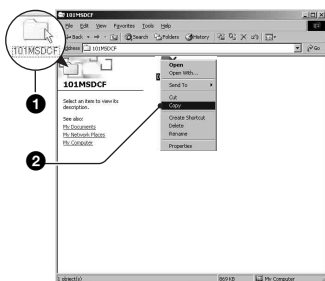 101MSDCF
File Edit View Favorites Tools Help
Back Search Folders History
Address 101MSDCF Go
101MSDCF
101MSDCF
Select an item to view its
description.
See also:
My Documents
My Network Places
My Computer
Open
Open With...
Send To
Cut
Copy
Create Shortcut
Delete
Rename
Properties
1
2
1 object(s) 869 KB My Computer